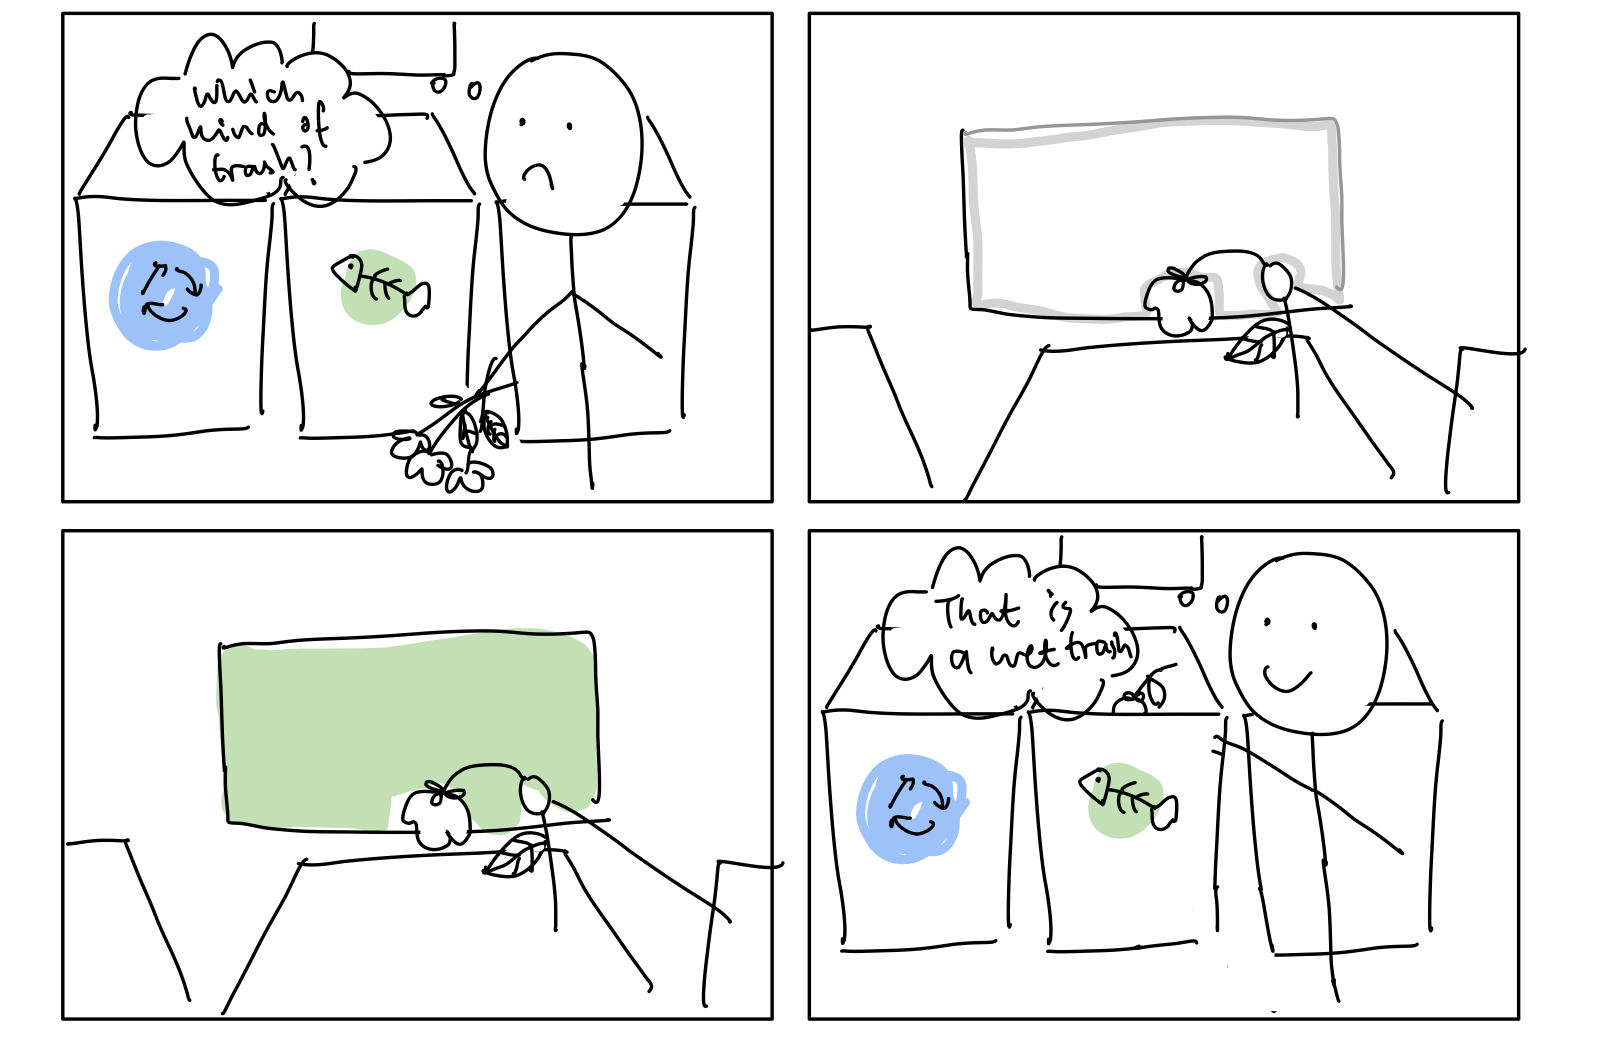 Which
kind of
trash?
That is
a wet trash